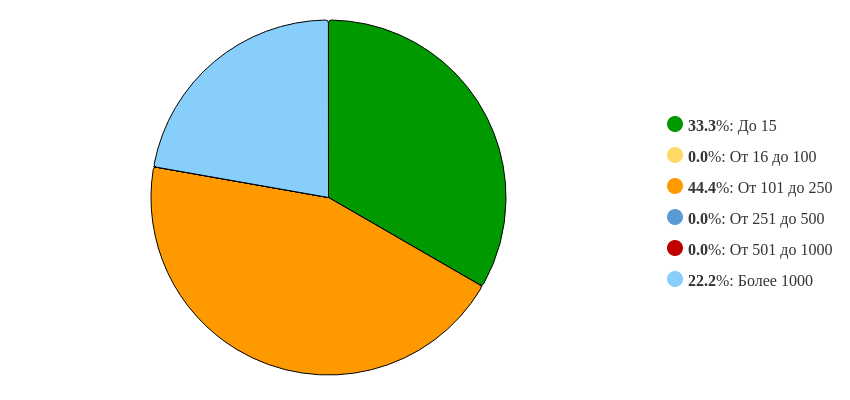 33.3%: До 15
0.0%: От 16 до 100
44.4%: От 101 до 250
0.0%: От 251 до 500
0.0%: От 501 до 1000
22.2%: Более 1000